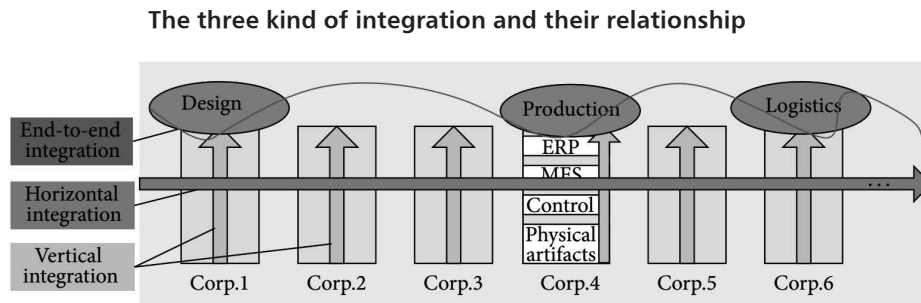 The three kind of integration and their relationship
Design
Production
Logistics
End-to-end
integration
ERP
MES
Horizontal
integration
...
Control
Vertical
integration
Physical
artifacts
Corp.1
Corp.2
Corp.3
Corp.4
Corp.5
Corp.6